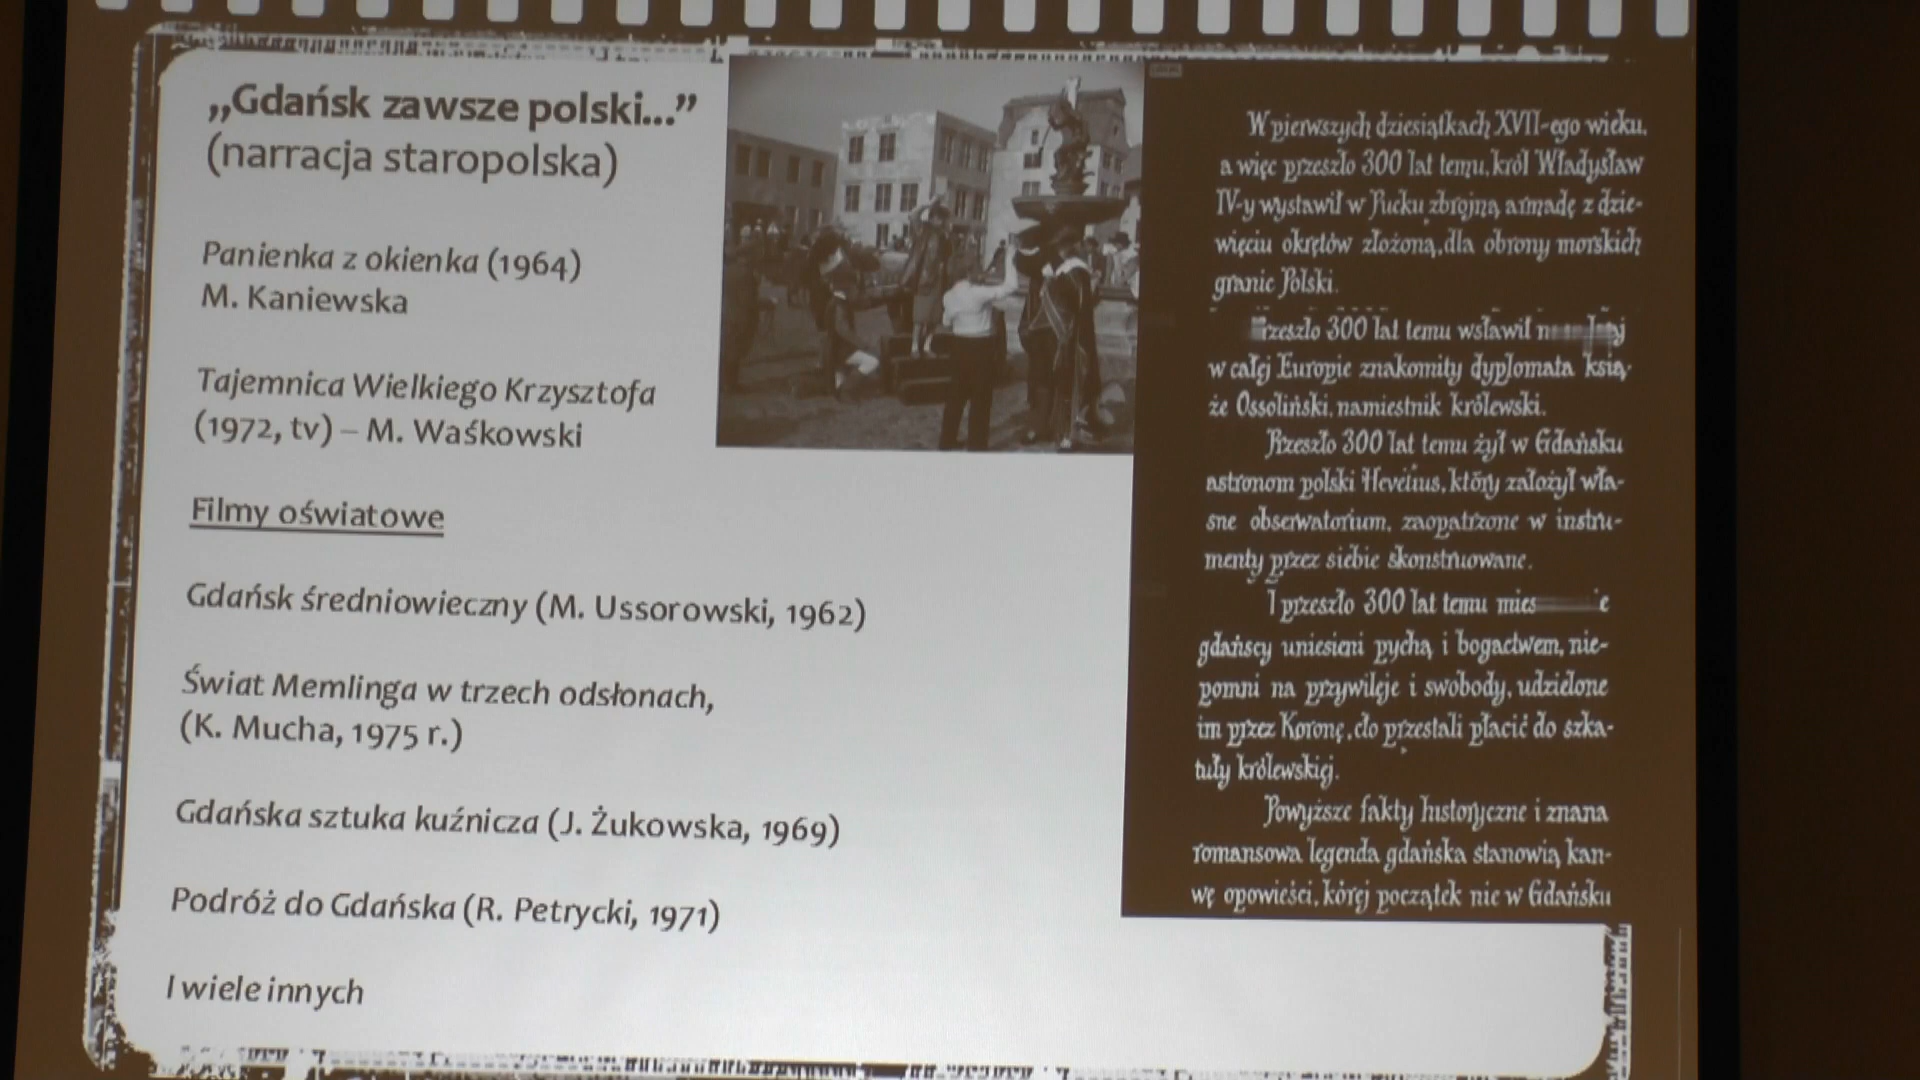 „Gdańsk zawsze polski...”
(narracja staropolska)
Panienka z okienka (1964)
M. Kaniewska
Tajemnica Wielkiego Krzysztofa
(1972, tv) – M. Waśkowski
Filmy oświatowe
Gdańsk średniowieczny (M. Ussorowski, 1962)
Świat Memlinga w trzech odsłonach,
(K. Mucha, 1975 r.)
Gdańska sztuka kuźnicza (J. Żukowska, 1969)
Podróż do Gdańska (R. Petrycki, 1971)
I wiele innych
W pierwszych dziesiątkach XVII-ego wieku,
a więc przeszło 300 lat temu, król Władysław
IV-y wystawił w Pucku zbrojną armadę z dzie-
więciu okrętów złożoną, dla obrony morskich
granic Polski.
Przeszło 300 lat temu wsławił
w całej Europie znakomity dyplomata ksią-
że Ossoliński, namiestnik królewski.
Przeszło 300 lat temu żył w Gdańsku
astronom polski Hevelius, który założył wła-
sne obserwatorium, zaopatrzone w instru-
menty przez siebie skonstruowane.
I przeszło 300 lat temu
gdańscy uniesieni pychą i bogactwem, nie-
pomni na przywileje i swobody, udzielone
im przez Koronę, cło przestali płacić do szka-
tuły królewskiej.
Powyższe fakty historyczne i znana
romansowa legenda gdańska stanowią kan-
wę opowieści, kórej początek nie w Gdańsku